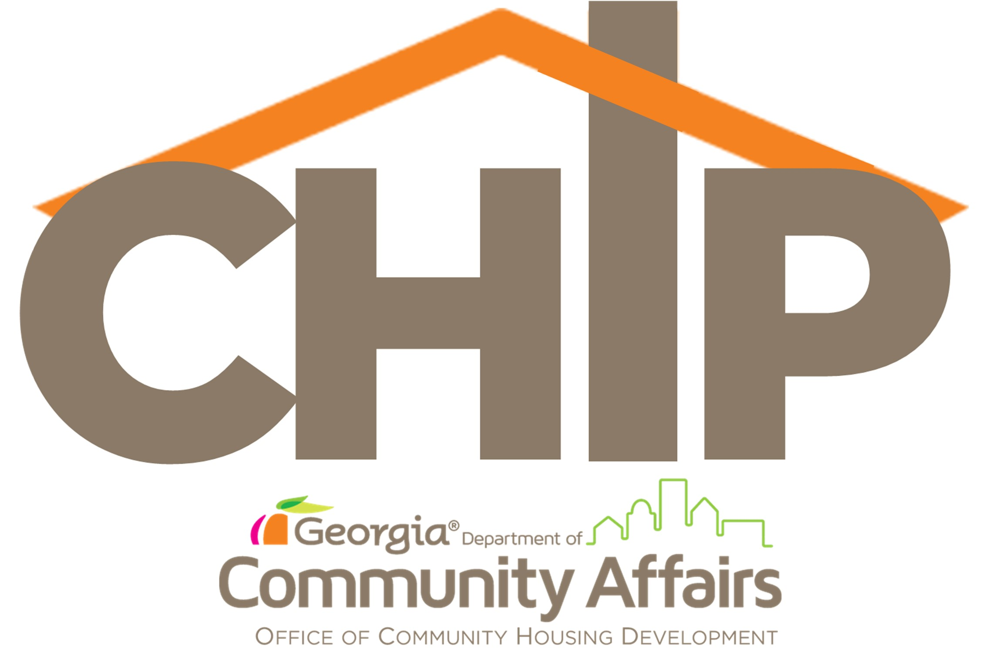 CHIP
Georgia® Department of
Community Affairs
OFFICE OF COMMUNITY HOUSING DEVELOPMENT